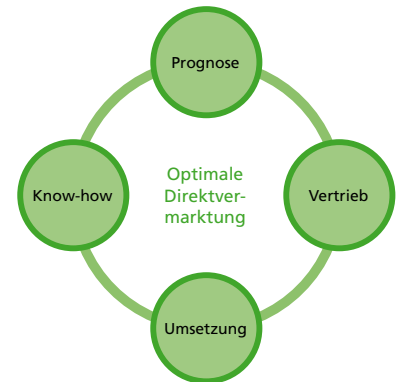 Prognose
Know-how
Optimale
Direktver-
marktung
Vertrieb
Umsetzung